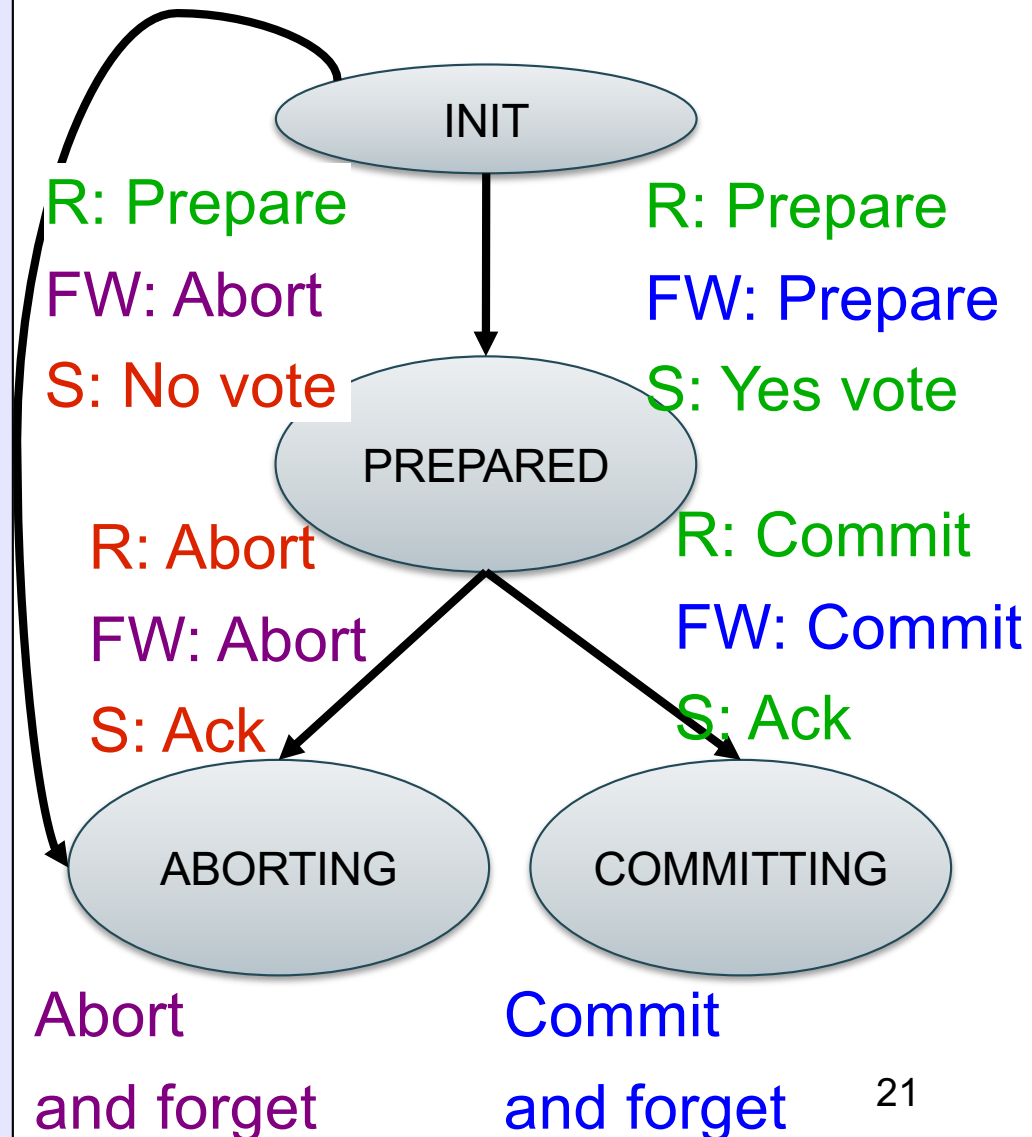 INIT
R: Prepare
FW: Abort
S: No vote
R: Prepare
FW: Prepare
S: Yes vote
PREPARED
R: Abort
FW: Abort
S: Ack
R: Commit
FW: Commit
S: Ack
ABORTING
COMMITTING
Abort
and forget
Commit
and forget
21